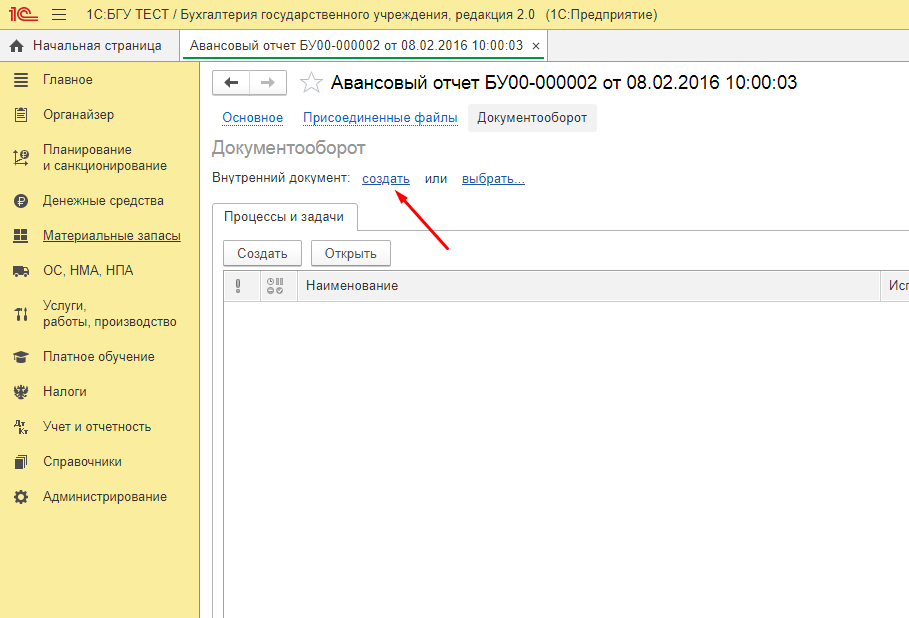 1С:БГУ ТЕСТ / Бухгалтерия государственного учреждения, редакция 2.0 (1С:Предприятие)
Начальная страница
Авансовый отчет БУ00-000002 от 08.02.2016 10:00:03 ×
Главное
Органайзер
Планирование
и санкционирование
Денежные средства
Материальные запасы
ОС, НМА, НПА
Услуги,
работы, производство
Платное обучение
Налоги
Учет и отчетность
Справочники
Администрирование
Авансовый отчет БУ00-000002 от 08.02.2016 10:00:03
Основное Присоединенные файлы Документооборот
Документооборот
Внутренний документ: создать или выбрать...
Процессы и задачи
Создать Открыть
Наименование Исп